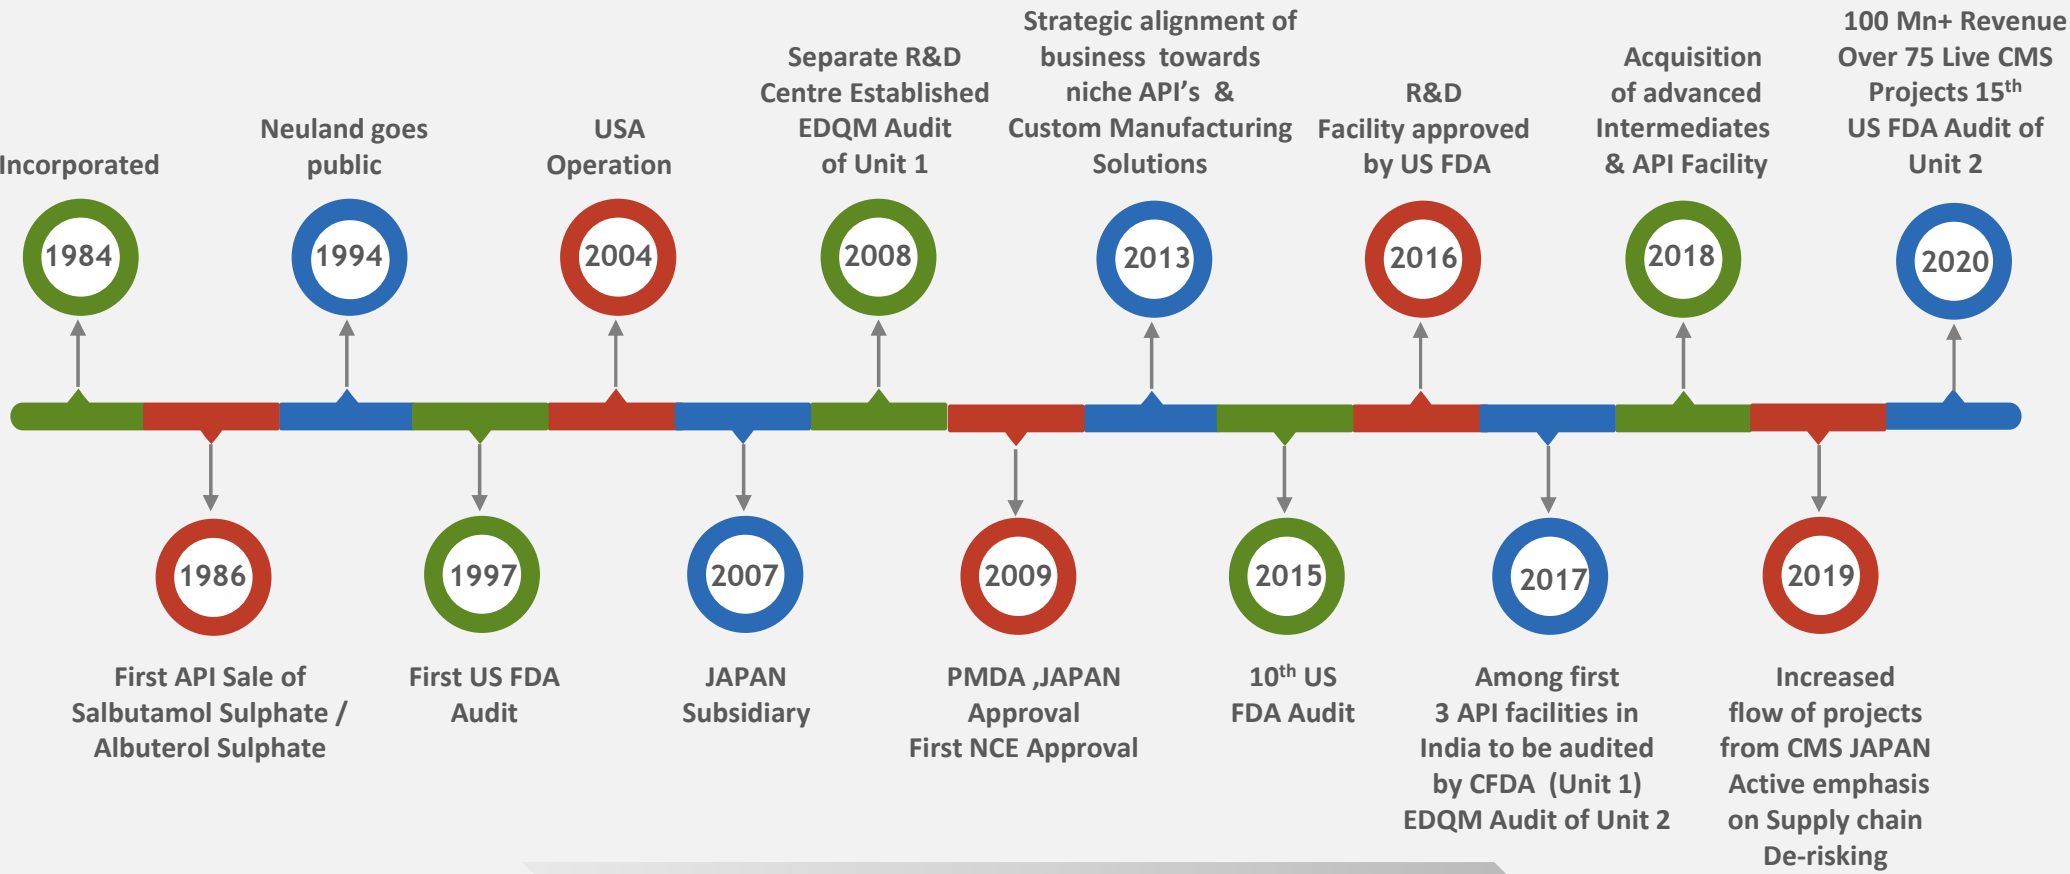 Incorporated
1984
Neuland goes
public
1994
USA
Operation
2004
Separate R&D
Centre Established
EDQM Audit
of Unit 1
2008
Strategic alignment of
business towards
niche API's &
Custom Manufacturing
Solutions
2013
R&D
Facility approved
by US FDA
2016
Acquisition
of advanced
Intermediates
& API Facility
2018
100 Mn+ Revenue
Over 75 Live CMS
Projects 15th
US FDA Audit of
Unit 2
2020
1986
First API Sale of
Salbutamol Sulphate /
Albuterol Sulphate
1997
First US FDA
Audit
2007
JAPAN
Subsidiary
2009
PMDA ,JAPAN
Approval
First NCE Approval
2015
10th US
FDA Audit
2017
Among first
3 API facilities in
India to be audited
by CFDA (Unit 1)
EDQM Audit of Unit 2
2019
Increased
flow of projects
from CMS JAPAN
Active emphasis
on Supply chain
De-risking